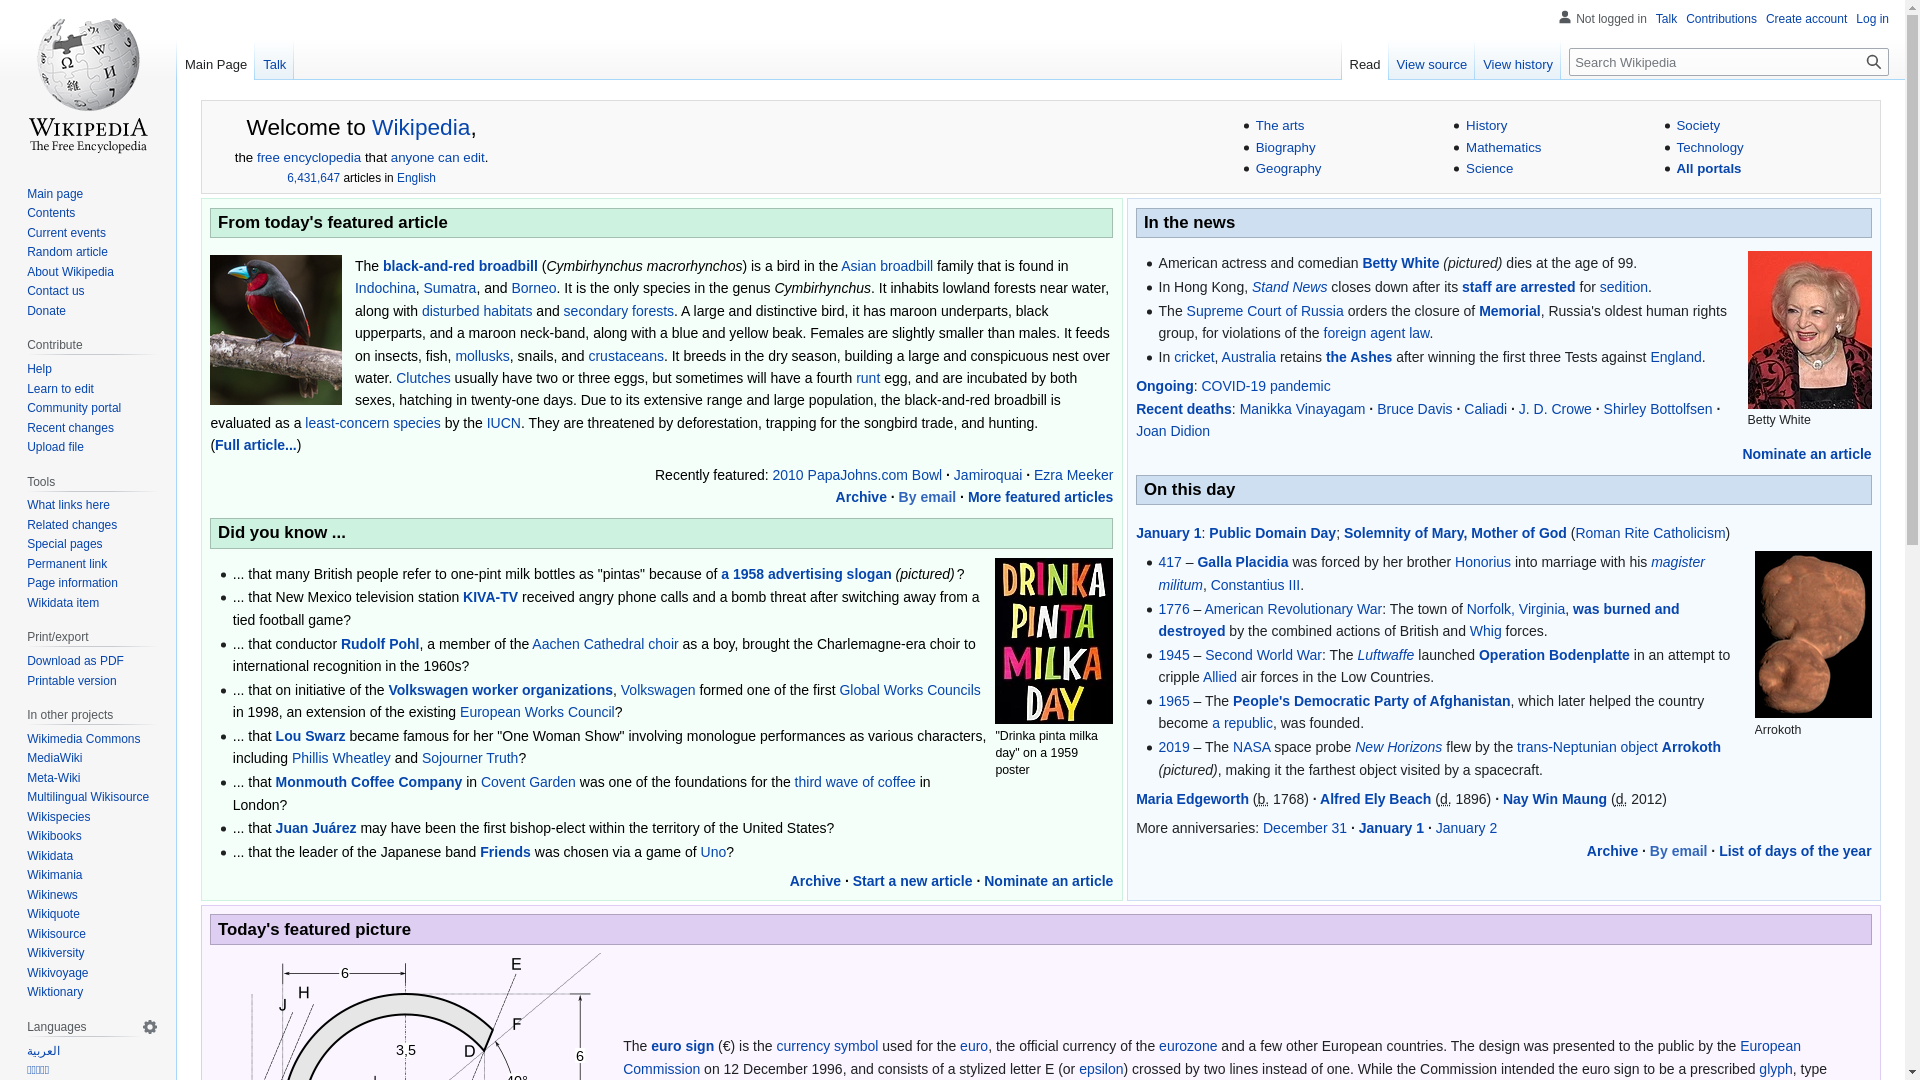 Not logged in Talk Contributions Create account Log in
Main Page Talk Read View source View history Search Wikipedia
WIKIPEDIA
The Free Encyclopedia
Main page
Contents
Current events
Random article
About Wikipedia
Contact us
Donate
Contribute
Help
Learn to edit
Community portal
Recent changes
Upload file
Tools
What links here
Related changes
Special pages
Permanent link
Page information
Wikidata item
Print/export
Download as PDF
Printable version
In other projects
Wikimedia Commons
MediaWiki
Meta-Wiki
Multilingual Wikisource
Wikispecies
Wikibooks
Wikidata
Wikimania
Wikinews
Wikiquote
Wikisource
Wikiversity
Wikivoyage
Wiktionary
Languages
العربية
Welcome to Wikipedia,
the free encyclopedia that anyone can edit.
6,431,647 articles in English
The arts
Biography
Geography
History
Mathematics
Science
Society
Technology
All portals
From today's featured article
The black-and-red broadbill (Cymbirhynchus macrorhynchos) is a bird in the Asian broadbill family that is found in
Indochina, Sumatra, and Borneo. It is the only species in the genus Cymbirhynchus. It inhabits lowland forests near water,
along with disturbed habitats and secondary forests. A large and distinctive bird, it has maroon underparts, black
upperparts, and a maroon neck-band, along with a blue and yellow beak. Females are slightly smaller than males. It feeds
on insects, fish, mollusks, snails, and crustaceans. It breeds in the dry season, building a large and conspicuous nest over
water. Clutches usually have two or three eggs, but sometimes will have a fourth runt egg, and are incubated by both
sexes, hatching in twenty-one days. Due to its extensive range and large population, the black-and-red broadbill is
evaluated as a least-concern species by the IUCN. They are threatened by deforestation, trapping for the songbird trade, and hunting.
(Full article...)
Recently featured: 2010 PapaJohns.com Bowl · Jamiroquai · Ezra Meeker
Archive · By email · More featured articles
Did you know ...
... that many British people refer to one-pint milk bottles as "pintas" because of a 1958 advertising slogan (pictured)?
... that New Mexico television station KIVA-TV received angry phone calls and a bomb threat after switching away from a
tied football game?
... that conductor Rudolf Pohl, a member of the Aachen Cathedral choir as a boy, brought the Charlemagne-era choir to
international recognition in the 1960s?
... that on initiative of the Volkswagen worker organizations, Volkswagen formed one of the first Global Works Councils
in 1998, an extension of the existing European Works Council?
... that Lou Swarz became famous for her "One Woman Show" involving monologue performances as various characters,
including Phillis Wheatley and Sojourner Truth?
... that Monmouth Coffee Company in Covent Garden was one of the foundations for the third wave of coffee in
London?
... that Juan Juárez may have been the first bishop-elect within the territory of the United States?
... that the leader of the Japanese band Friends was chosen via a game of Uno?
DRINKA
PINTA
MILKA
DAY
"Drinka pinta milka
day" on a 1959
poster
Archive · Start a new article · Nominate an article
In the news
American actress and comedian Betty White (pictured) dies at the age of 99.
In Hong Kong, Stand News closes down after its staff are arrested for sedition.
The Supreme Court of Russia orders the closure of Memorial, Russia's oldest human rights
group, for violations of the foreign agent law.
In cricket, Australia retains the Ashes after winning the first three Tests against England.
Betty White
Ongoing: COVID-19 pandemic
Recent deaths: Manikka Vinayagam · Bruce Davis · Caliadi · J. D. Crowe · Shirley Bottolfsen ·
Joan Didion
Nominate an article
On this day
January 1: Public Domain Day; Solemnity of Mary, Mother of God (Roman Rite Catholicism)
417 – Galla Placidia was forced by her brother Honorius into marriage with his magister
militum, Constantius III.
1776 – American Revolutionary War: The town of Norfolk, Virginia, was burned and
destroyed by the combined actions of British and Whig forces.
1945 – Second World War: The Luftwaffe launched Operation Bodenplatte in an attempt to
cripple Allied air forces in the Low Countries.
1965 – The People's Democratic Party of Afghanistan, which later helped the country
become a republic, was founded.
2019 – The NASA space probe New Horizons flew by the trans-Neptunian object Arrokoth
(pictured), making it the farthest object visited by a spacecraft.
Arrokoth
Maria Edgeworth (b. 1768) · Alfred Ely Beach (d. 1896) · Nay Win Maung (d. 2012)
More anniversaries: December 31 · January 1 · January 2
Archive · By email · List of days of the year
Today's featured picture
6
E
J
H
F
3,5
D
6
40°
The euro sign (€) is the currency symbol used for the euro, the official currency of the eurozone and a few other European countries. The design was presented to the public by the European
Commission on 12 December 1996, and consists of a stylized letter E (or epsilon) crossed by two lines instead of one. While the Commission intended the euro sign to be a prescribed glyph, type